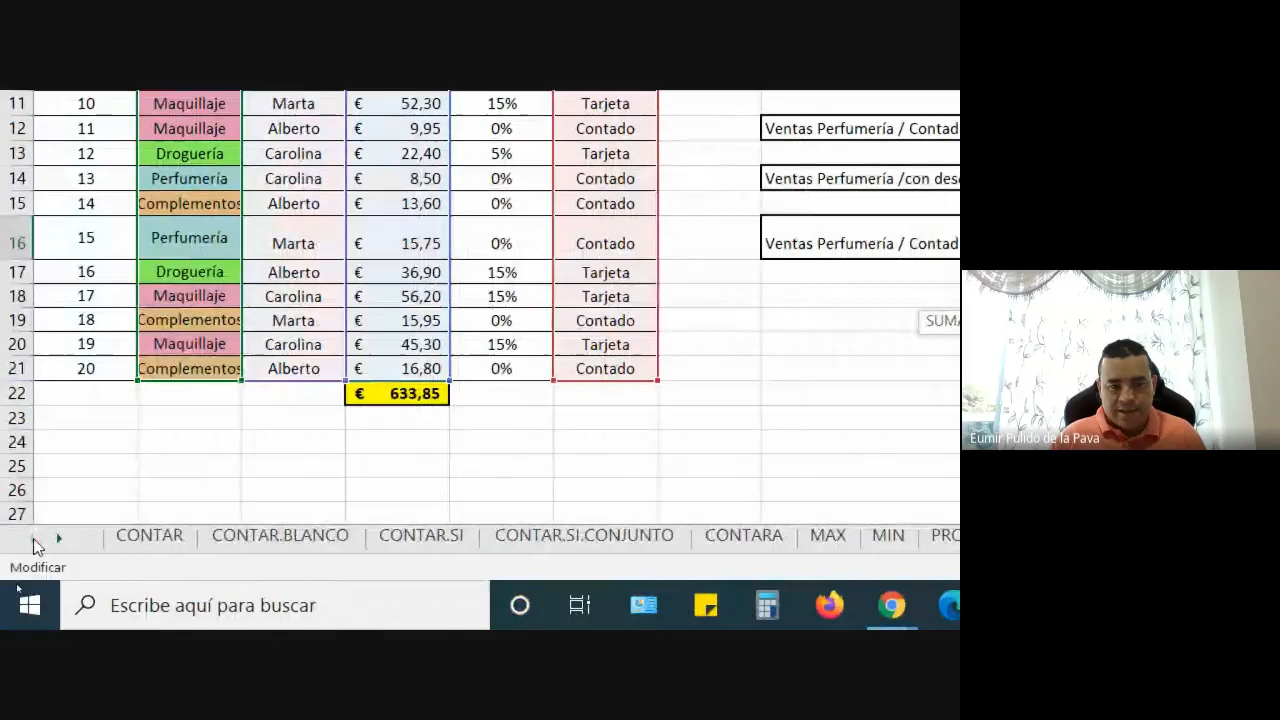 11 10 Maquillaje Marta € 52,30 15% Tarjeta
12 11 Maquillaje Alberto € 9,95 0% Contado Ventas Perfumería / Contad
13 12 Droguería Carolina € 22,40 5% Tarjeta
14 13 Perfumería Carolina € 8,50 0% Contado Ventas Perfumería /con des
15 14 Complementos Alberto € 13,60 0% Contado
16 15 Perfumería Marta € 15,75 0% Contado Ventas Perfumería / Contad
17 16 Droguería Alberto € 36,90 15% Tarjeta
18 17 Maquillaje Carolina € 56,20 15% Tarjeta
19 18 Complementos Marta € 15,95 0% Contado
SUMA
20 19 Maquillaje Carolina € 45,30 15% Tarjeta
21 20 Complementos Alberto € 16,80 0% Contado
22 € 633,85
23
24
25
26
27
CONTAR CONTAR.BLANCO CONTAR.SI CONTAR.SI.CONJUNTO CONTARA MAX MIN PRO
Modificar
Escribe aquí para buscar
Eumir Pulido de la Pava